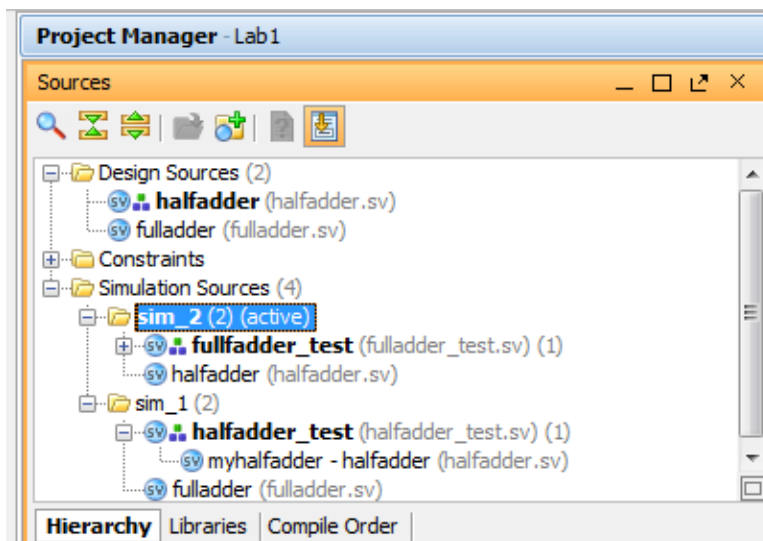 Project Manager - Lab1
Sources
Design Sources (2)
halfadder (halfadder.sv)
fulladder (fulladder.sv)
Constraints
Simulation Sources (4)
sim_2 (2) (active)
fullfadder_test (fulladder_test.sv) (1)
halfadder (halfadder.sv)
sim_1 (2)
halfadder_test (halfadder_test.sv) (1)
myhalfadder - halfadder (halfadder.sv)
fulladder (fulladder.sv)
Hierarchy Libraries Compile Order